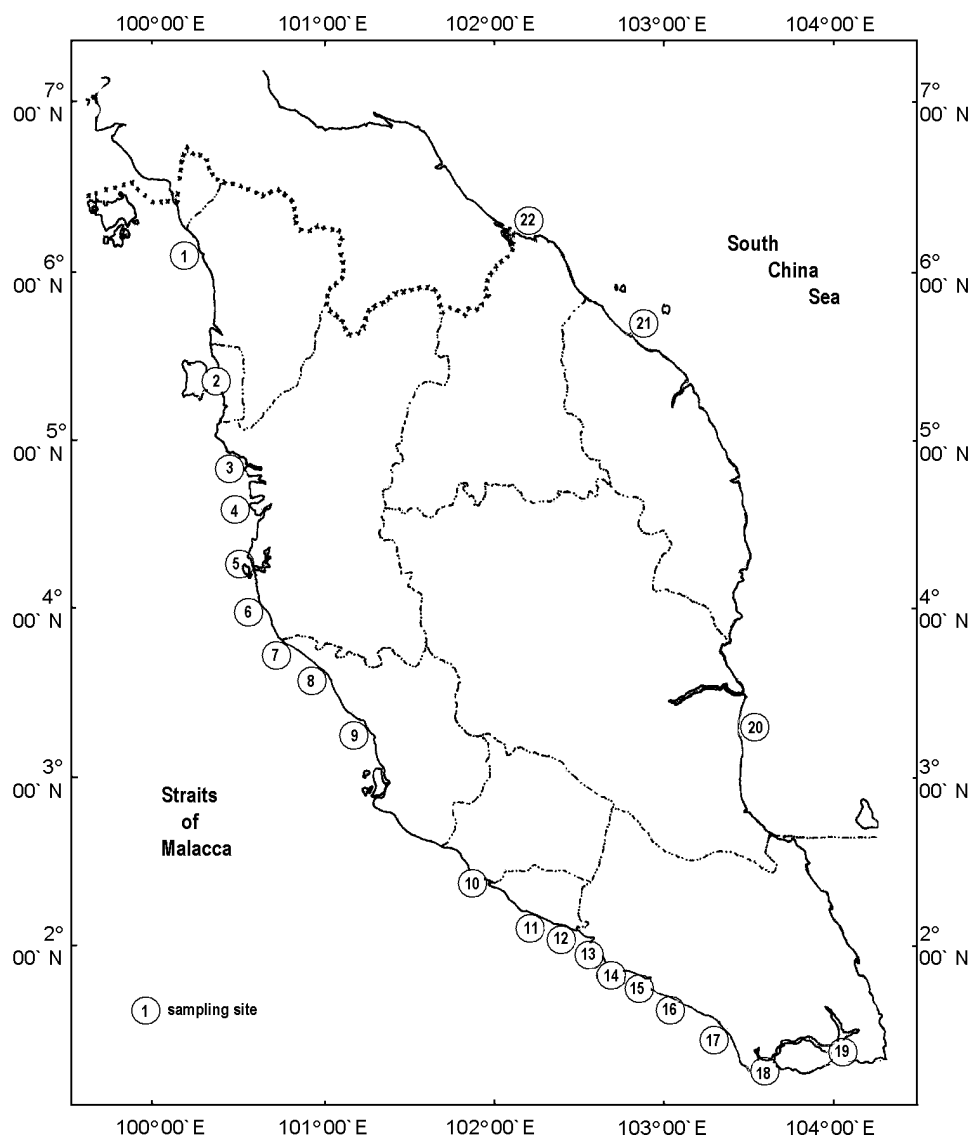 100°00` E 101°00` E 102°00` E 103°00` E 104°00` E
7°
00` N
7°
00` N
22
South
China
Sea
1
6°
00` N
6°
00` N
21
2
5°
00` N
5°
00` N
3
4
5
4°
00` N
4°
00` N
6
7
8
20
9
3°
00` N
3°
00` N
Straits
of
Malacca
10
11
12
2°
00` N
2°
00` N
13
14
15
16
1 sampling site
17
19
18
100°00` E 101°00` E 102°00` E 103°00` E 104°00` E